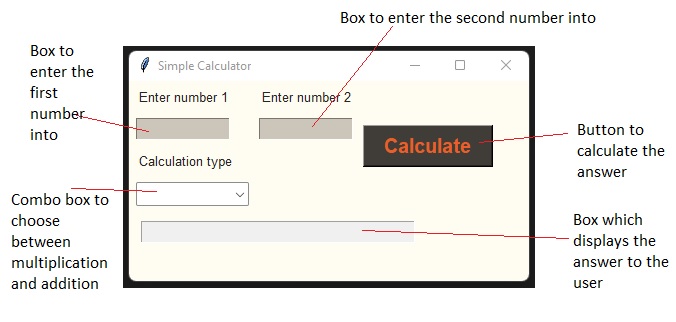 Box to enter the second number into
Box to
enter the
first
number
into
Simple Calculator
Enter number 1
Enter number 2
Calculate
Button to
calculate the
answer
Calculation type
Combo box to
choose
between
multiplication
and addition
Box which
displays the
answer to the
user